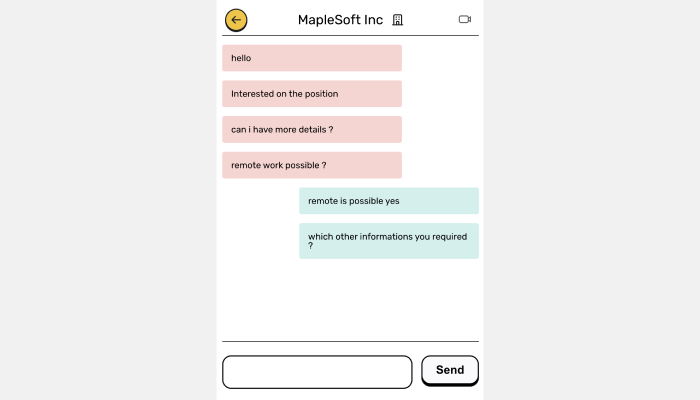 MapleSoft Inc
hello
Interested on the position
can i have more details ?
remote work possible ?
remote is possible yes
which other informations you required
?
Send